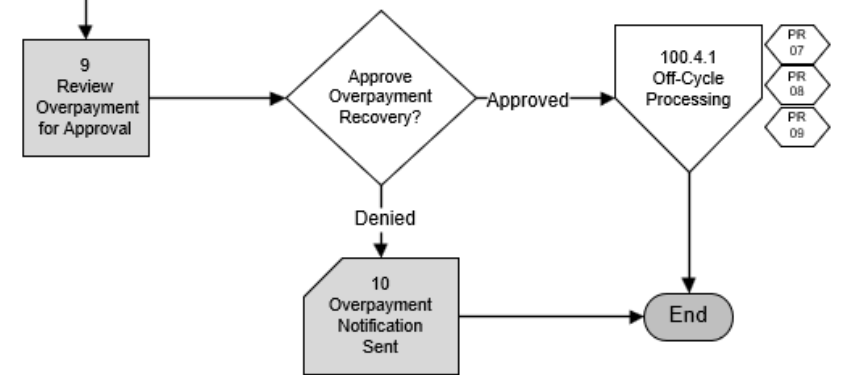 9
Review
Overpayment
for Approval
Approve
Overpayment
Recovery?
Approved
100.4.1
Off-Cycle
Processing
PR
07
PR
08
PR
09
Denied
10
Overpayment
Notification
Sent
End